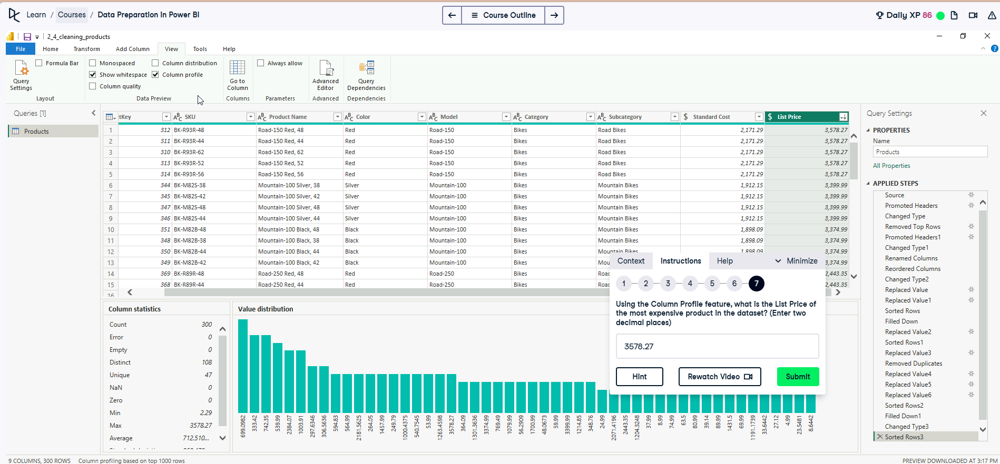 Learn / Courses / Data Preparation in Power BI
Course Outline
Daily XP 86
2_4_cleaning_products
File Home Transform Add Column View Tools Help
Query Settings
Formula Bar
Layout
Monospaced
Show whitespace
Column quality
Column distribution
Column profile
Data Preview
Go to Column
Columns
Always allow
Parameters
Advanced Editor
Advanced
Query Dependencies
Dependencies
Queries [1]
Products
tKey SKU Product Name Color Model Category Subcategory Standard Cost List Price
1 312 BK-R93R-48 Road-150 Red, 48 Red Road-150 Bikes Road Bikes 2,171.29 3,578.27
2 311 BK-R93R-44 Road-150 Red, 44 Red Road-150 Bikes Road Bikes 2,171.29 3,578.27
3 310 BK-R93R-62 Road-150 Red, 62 Red Road-150 Bikes Road Bikes 2,171.29 3,578.27
4 313 BK-R93R-52 Road-150 Red, 52 Red Road-150 Bikes Road Bikes 2,171.29 3,578.27
5 314 BK-R93R-56 Road-150 Red, 56 Red Road-150 Bikes Road Bikes 2,171.29 3,578.27
6 344 BK-M82S-38 Mountain-100 Silver, 38 Silver Mountain-100 Bikes Mountain Bikes 1,912.15 3,399.99
7 345 BK-M82S-42 Mountain-100 Silver, 42 Silver Mountain-100 Bikes Mountain Bikes 1,912.15 3,399.99
8 347 BK-M82S-48 Mountain-100 Silver, 48 Silver Mountain-100 Bikes Mountain Bikes 1,912.15 3,399.99
9 346 BK-M82S-44 Mountain-100 Silver, 44 Silver Mountain-100 Bikes Mountain Bikes 1,912.15 3,399.99
10 351 BK-M82B-48 Mountain-100 Black, 48 Black Mountain-100 Bikes Mountain Bikes 1,898.09 3,374.99
11 348 BK-M82B-38 Mountain-100 Black, 38 Black Mountain-100 Bikes Mountain Bikes 1,898.09 3,374.99
12 350 BK-M82B-44 Mountain-100 Black, 44 Black Mountain-100 Bikes Mountain Bikes 1,898.09 3,374.99
13 349 BK-M82B-42 Mountain-100 Black, 42 Black Mountain-100 Bikes Mou 3,374.99
14 369 BK-R89R-48 Road-250 Red, 48 Red Road-250 Bikes Roa 2,443.35
15 368 BK-R89R-44 Road-250 Red, 44 Red Road-250 Bikes Roa 2,443.35
16
Context Instructions Help Minimize
1 2 3 4 5 6 7
Using the Column Profile feature, what is the List Price of
the most expensive product in the dataset? (Enter two
decimal places)
3578.27
Hint Rewatch Video Submit
Column statistics
Count 300
Error 0
Empty 0
Distinct 108
Unique 47
NaN 0
Zero 0
Min 2.29
Max 3578.27
Average 712.510...
Value distribution
699.0982
333.42
742.35
539.99
2384.07
1003.91
297.6346
306.5636
594.83
564.99
2181.5625
264.05
1457.99
249.79
1000.4375
540.7545
53.99
1263.4598
3578.27
364.09
1301.3636
3374.99
769.49
1079.99
56.2909
1700.99
48.0673
59.99
3399.99
1214.85
348.76
24.99
2071.4196
2443.35
1204.3248
37.99
8.99
74.99
63.5
80.99
39.14
89.99
1431.5
69.99
1191.1739
33.6442
27.12
4.99
23.5481
8.6442
Query Settings
PROPERTIES
Name
Products
All Properties
APPLIED STEPS
Source
Promoted Headers
Changed Type
Removed Top Rows
Promoted Headers1
Changed Type1
Renamed Columns
Reordered Columns
Changed Type2
Replaced Value
Replaced Value1
Sorted Rows
Filled Down
Replaced Value2
Sorted Rows1
Replaced Value3
Removed Duplicates
Replaced Value4
Replaced Value5
Replaced Value6
Sorted Rows2
Filled Down1
Changed Type3
Sorted Rows3
9 COLUMNS, 300 ROWS Column profiling based on top 1000 rows
PREVIEW DOWNLOADED AT 3:17 PM